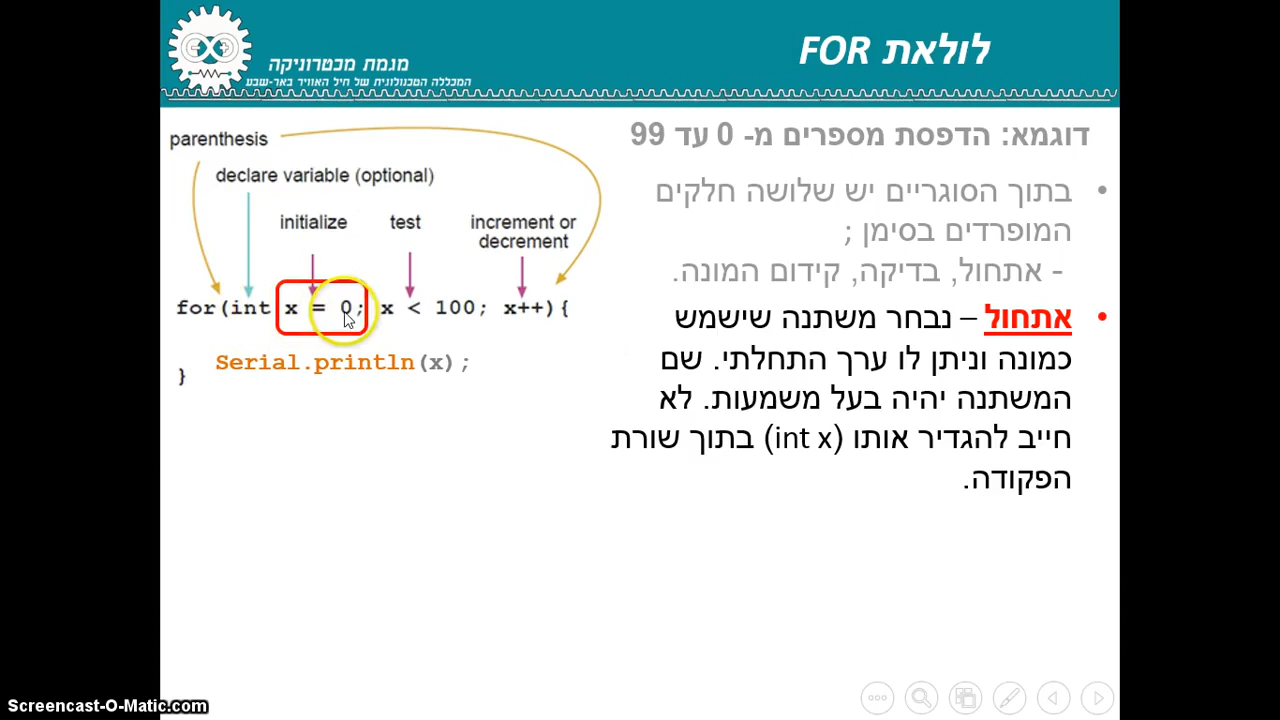 לולאת FOR
מגמת מכטרוניקה
המכללה הטכנולוגית של חיל האוויר באר-שבע
דוגמא: הדפסת מספרים מ- 0 עד 99
בתוך הסוגריים יש שלושה חלקים
המופרדים בסימן ;
- אתחול, בדיקה, קידום המונה.
אתחול – נבחר משתנה שישמש
כמונה וניתן לו ערך התחלתי. שם
המשתנה יהיה בעל משמעות. לא
חייב להגדיר אותו (int x) בתוך שורת
הפקודה.
parenthesis
declare variable (optional)
initialize test increment or
decrement
for(int x = 0; x < 100; x++){
Serial.println(x);
}
Screencast-O-Matic.com